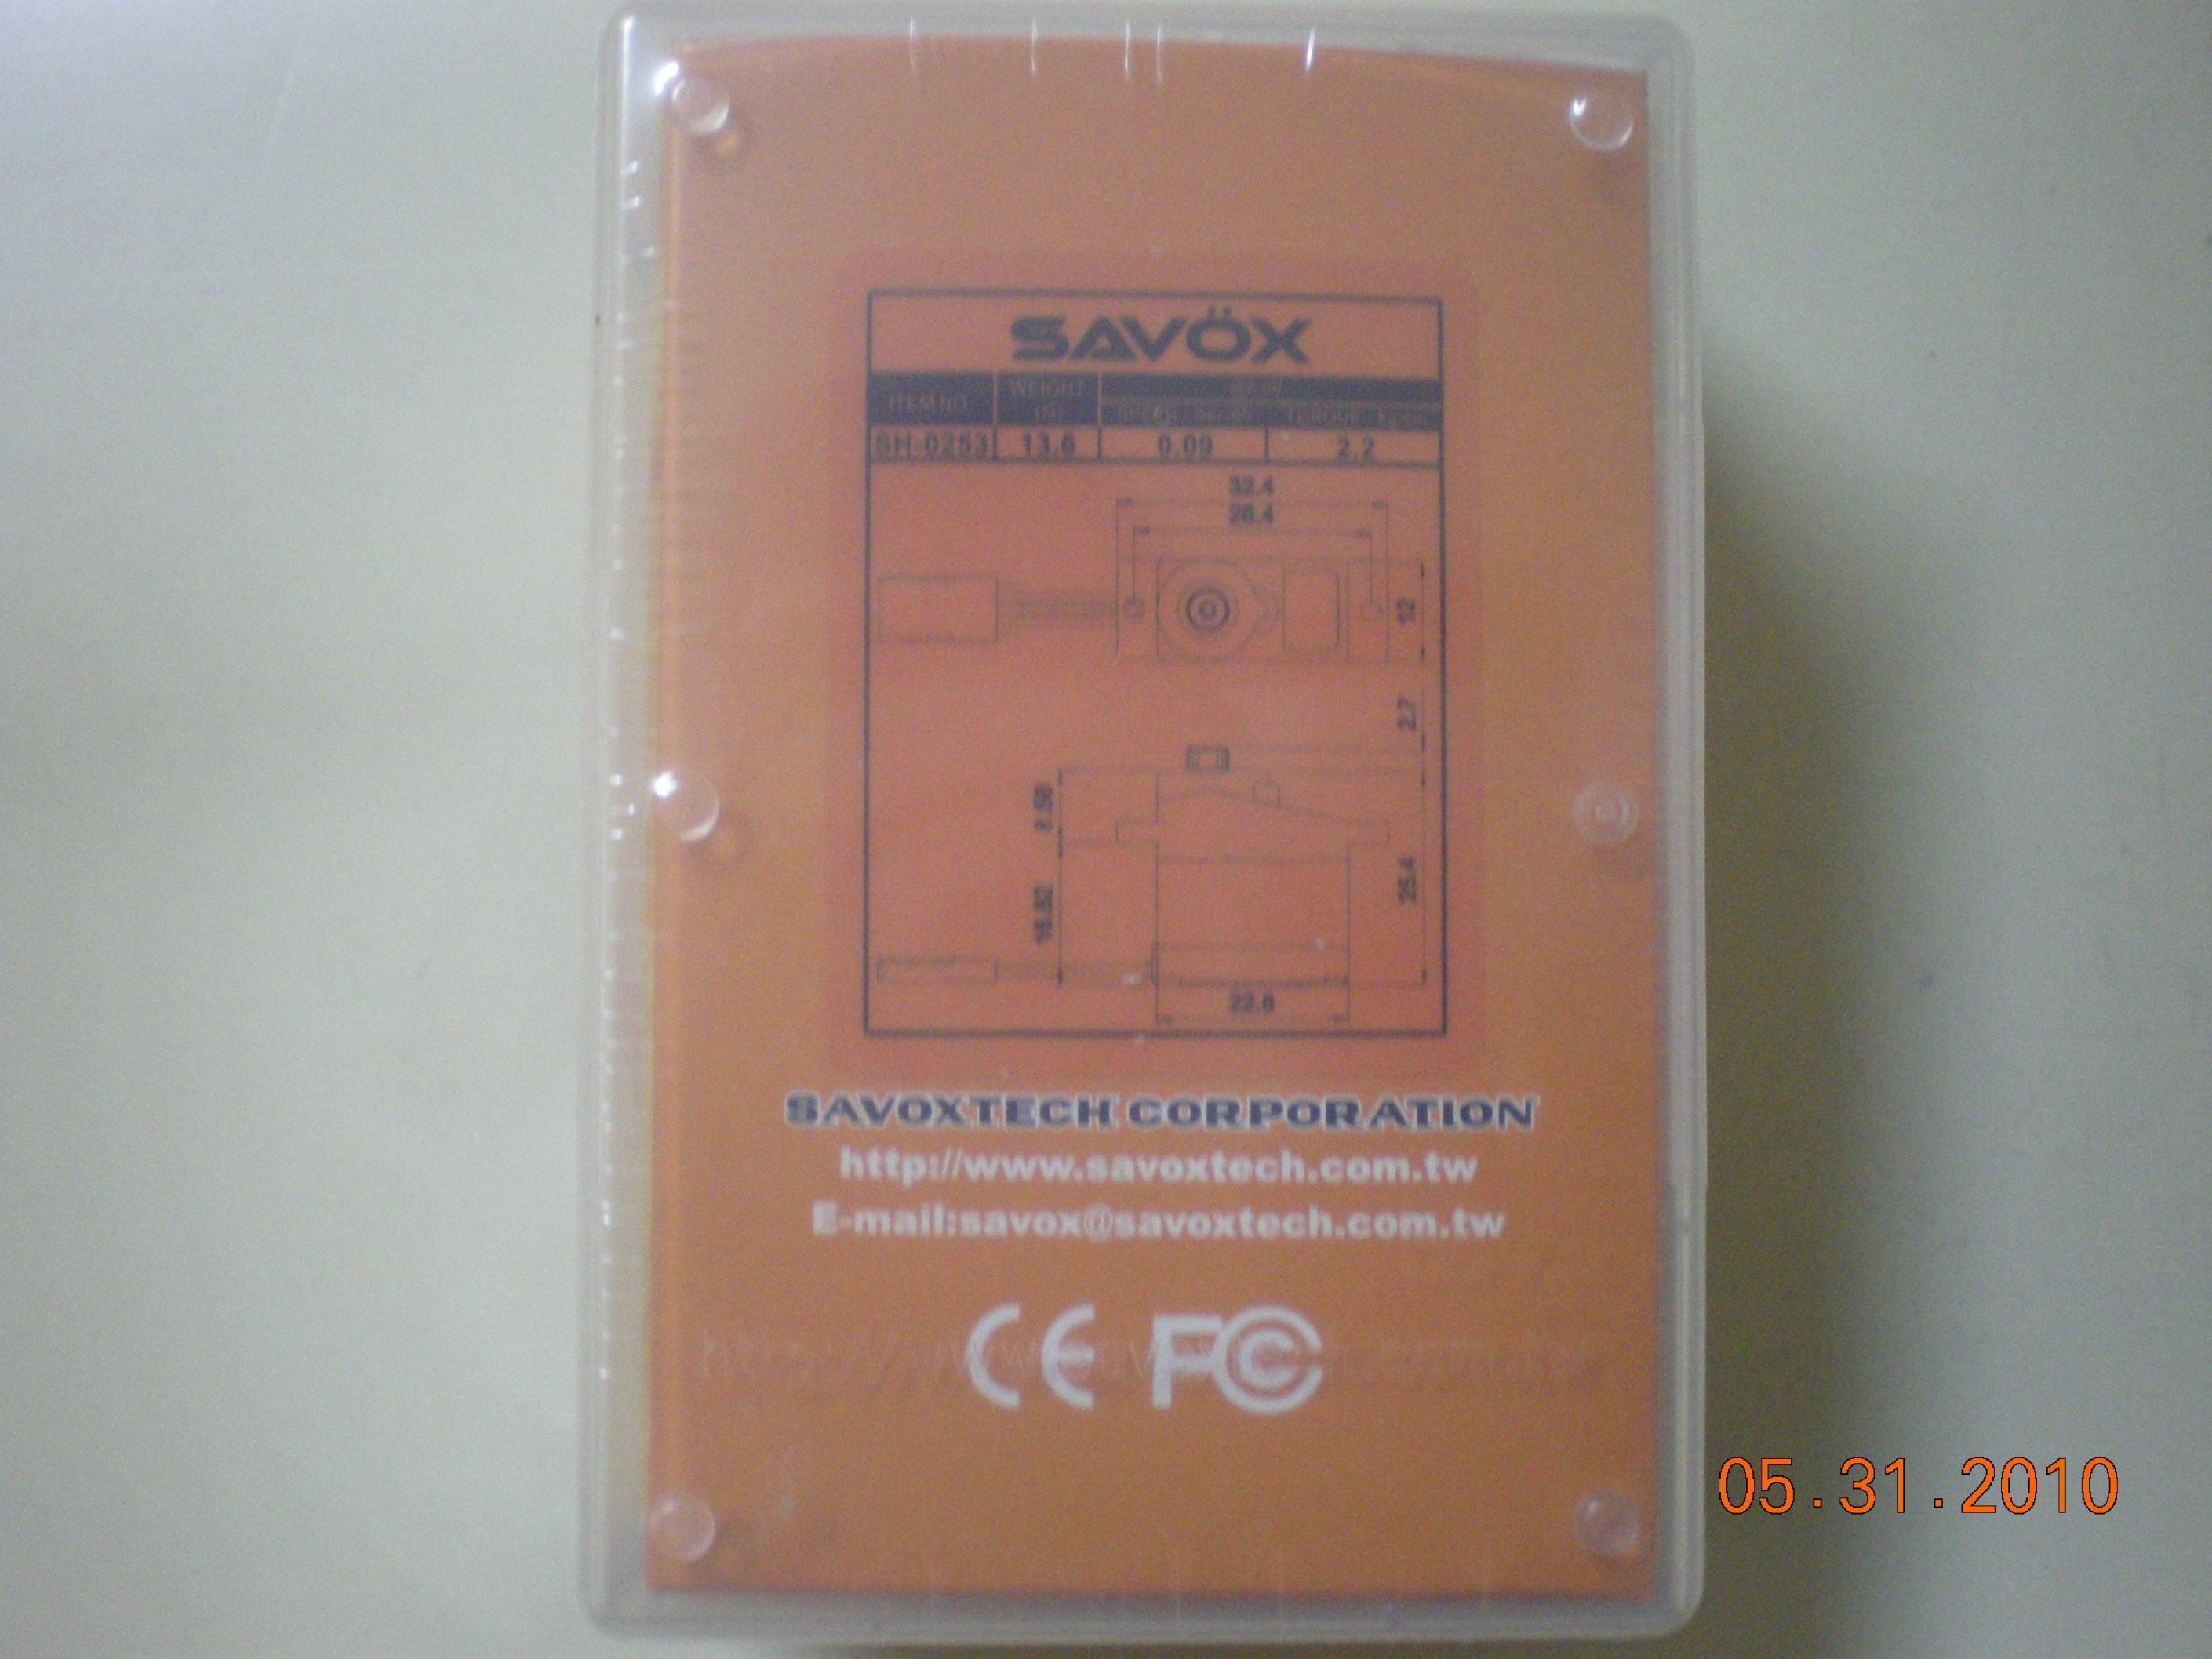 SAVÖX
ITEM NO. WEIGHT
SH-0253 13.6 0.09 2.2
32.4
26.4
12
2.7
25.4
22.8
SAVOXTECH CORPORATION
http://www.savoxtech.com.tw
E-mail:savox@savoxtech.com.tw
CE FC
05.31.2010